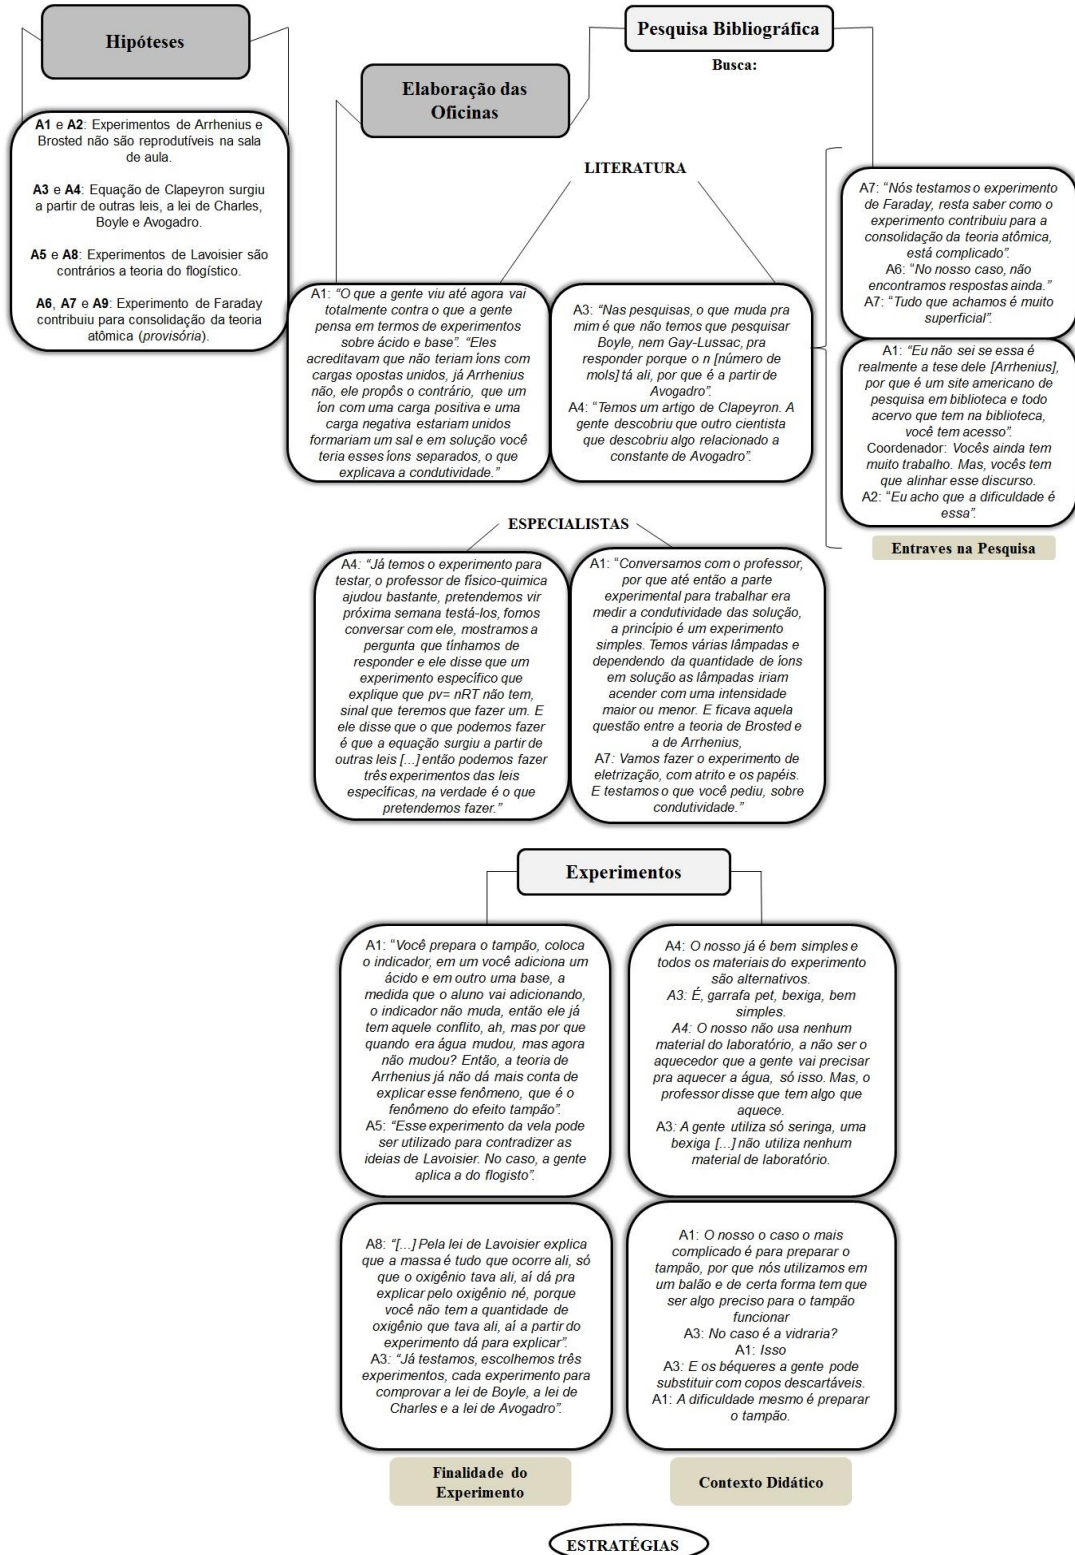 Hipóteses
Pesquisa Bibliográfica
Busca:
Elaboração das
Oficinas
A1 e A2: Experimentos de Arrhenius e
Brosted não são reprodutíveis na sala
de aula.
A3 e A4: Equação de Clapeyron surgiu
a partir de outras leis, a lei de Charles,
Boyle e Avogadro.
A5 e A8: Experimentos de Lavoisier são
contrários a teoria do flogístico.
A6, A7 e A9: Experimento de Faraday
contribuiu para consolidação da teoria
atômica (provisória).
LITERATURA
A1: “O que a gente viu até agora vai
totalmente contra o que a gente
pensa em termos de experimentos
sobre ácido e base”. “Eles
acreditavam que não teriam íons com
cargas opostas unidos, já Arrhenius
não, ele propôs o contrário, que um
íon com uma carga positiva e uma
carga negativa estariam unidos
formariam um sal e em solução você
teria esses íons separados, o que
explicava a condutividade.”
A3: “Nas pesquisas, o que muda pra
mim é que não temos que pesquisar
Boyle, nem Gay-Lussac, pra
responder porque o n [número de
mols] tá ali, por que é a partir de
Avogadro”.
A4: “Temos um artigo de Clapeyron. A
gente descobriu que outro cientista
que descobriu algo relacionado a
constante de Avogadro”.
A7: “Nós testamos o experimento
de Faraday, resta saber como o
experimento contribuiu para a
consolidação da teoria atômica,
está complicado”.
A6: “No nosso caso, não
encontramos respostas ainda.”
A7: “Tudo que achamos é muito
superficial”.
A1: “Eu não sei se essa é
realmente a tese dele [Arrhenius],
por que é um site americano de
pesquisa em biblioteca e todo
acervo que tem na biblioteca,
você tem acesso”.
Coordenador: Vocês ainda tem
muito trabalho. Mas, vocês tem
que alinhar esse discurso.
A2: “Eu acho que a dificuldade é
essa”.
Entraves na Pesquisa
ESPECIALISTAS
A4: “Já temos o experimento para
testar, o professor de físico-quimica
ajudou bastante, pretendemos vir
próxima semana testá-los, fomos
conversar com ele, mostramos a
pergunta que tínhamos de
responder e ele disse que um
experimento específico que
explique que pv= nRT não tem,
sinal que teremos que fazer um. E
ele disse que o que podemos fazer
é que a equação surgiu a partir de
outras leis [...] então podemos fazer
três experimentos das leis
específicas, na verdade é o que
pretendemos fazer.”
A1: “Conversamos com o professor,
por que até então a parte
experimental para trabalhar era
medir a condutividade das solução,
a princípio é um experimento
simples. Temos várias lâmpadas e
dependendo da quantidade de íons
em solução as lâmpadas iriam
acender com uma intensidade
maior ou menor. E ficava aquela
questão entre a teoria de Brosted e
a de Arrhenius,
A7: Vamos fazer o experimento de
eletrização, com atrito e os papéis.
E testamos o que você pediu, sobre
condutividade.”
Experimentos
A1: “Você prepara o tampão, coloca
o indicador, em um você adiciona um
ácido e em outro uma base, a
medida que o aluno vai adicionando,
o indicador não muda, então ele já
tem aquele conflito, ah, mas por que
quando era água mudou, mas agora
não mudou? Então, a teoria de
Arrhenius já não dá mais conta de
explicar esse fenômeno, que é o
fenômeno do efeito tampão”.
A5: “Esse experimento da vela pode
ser utilizado para contradizer as
ideias de Lavoisier. No caso, a gente
aplica a do flogisto”.
A4: O nosso já é bem simples e
todos os materiais do experimento
são alternativos.
A3: É, garrafa pet, bexiga, bem
simples.
A4: O nosso não usa nenhum
material do laboratório, a não ser o
aquecedor que a gente vai precisar
pra aquecer a água, só isso. Mas, o
professor disse que tem algo que
aquece.
A3: A gente utiliza só seringa, uma
bexiga [...] não utiliza nenhum
material de laboratório.
A8: “[...] Pela lei de Lavoisier explica
que a massa é tudo que ocorre ali, só
que o oxigênio tava ali, aí dá pra
explicar pelo oxigênio né, porque
você não tem a quantidade de
oxigênio que tava ali, aí a partir do
experimento dá para explicar”.
A3: “Já testamos, escolhemos três
experimentos, cada experimento para
comprovar a lei de Boyle, a lei de
Charles e a lei de Avogadro”.
A1: O nosso o caso o mais
complicado é para preparar o
tampão, por que nós utilizamos em
um balão e de certa forma tem que
ser algo preciso para o tampão
funcionar
A3: No caso é a vidraria?
A1: Isso
A3: E os béqueres a gente pode
substituir com copos descartáveis.
A1: A dificuldade mesmo é preparar
o tampão.
Finalidade do
Experimento
Contexto Didático
ESTRATÉGIAS